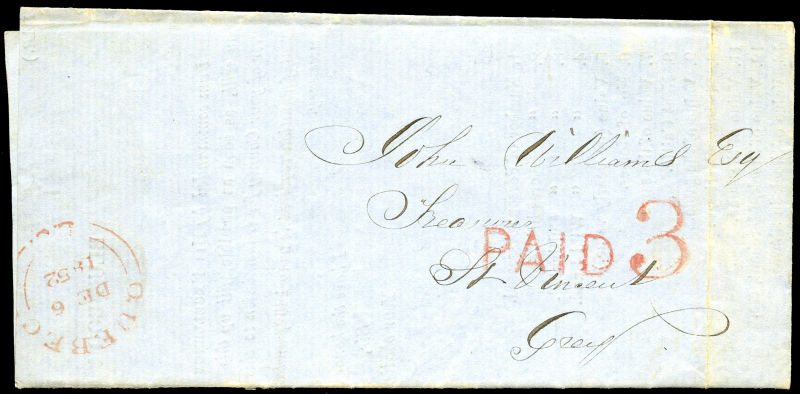 John Williams Esq
Treasurer
PAID 3
St Vincent
Grey
QUEBEC
DE 6
1852